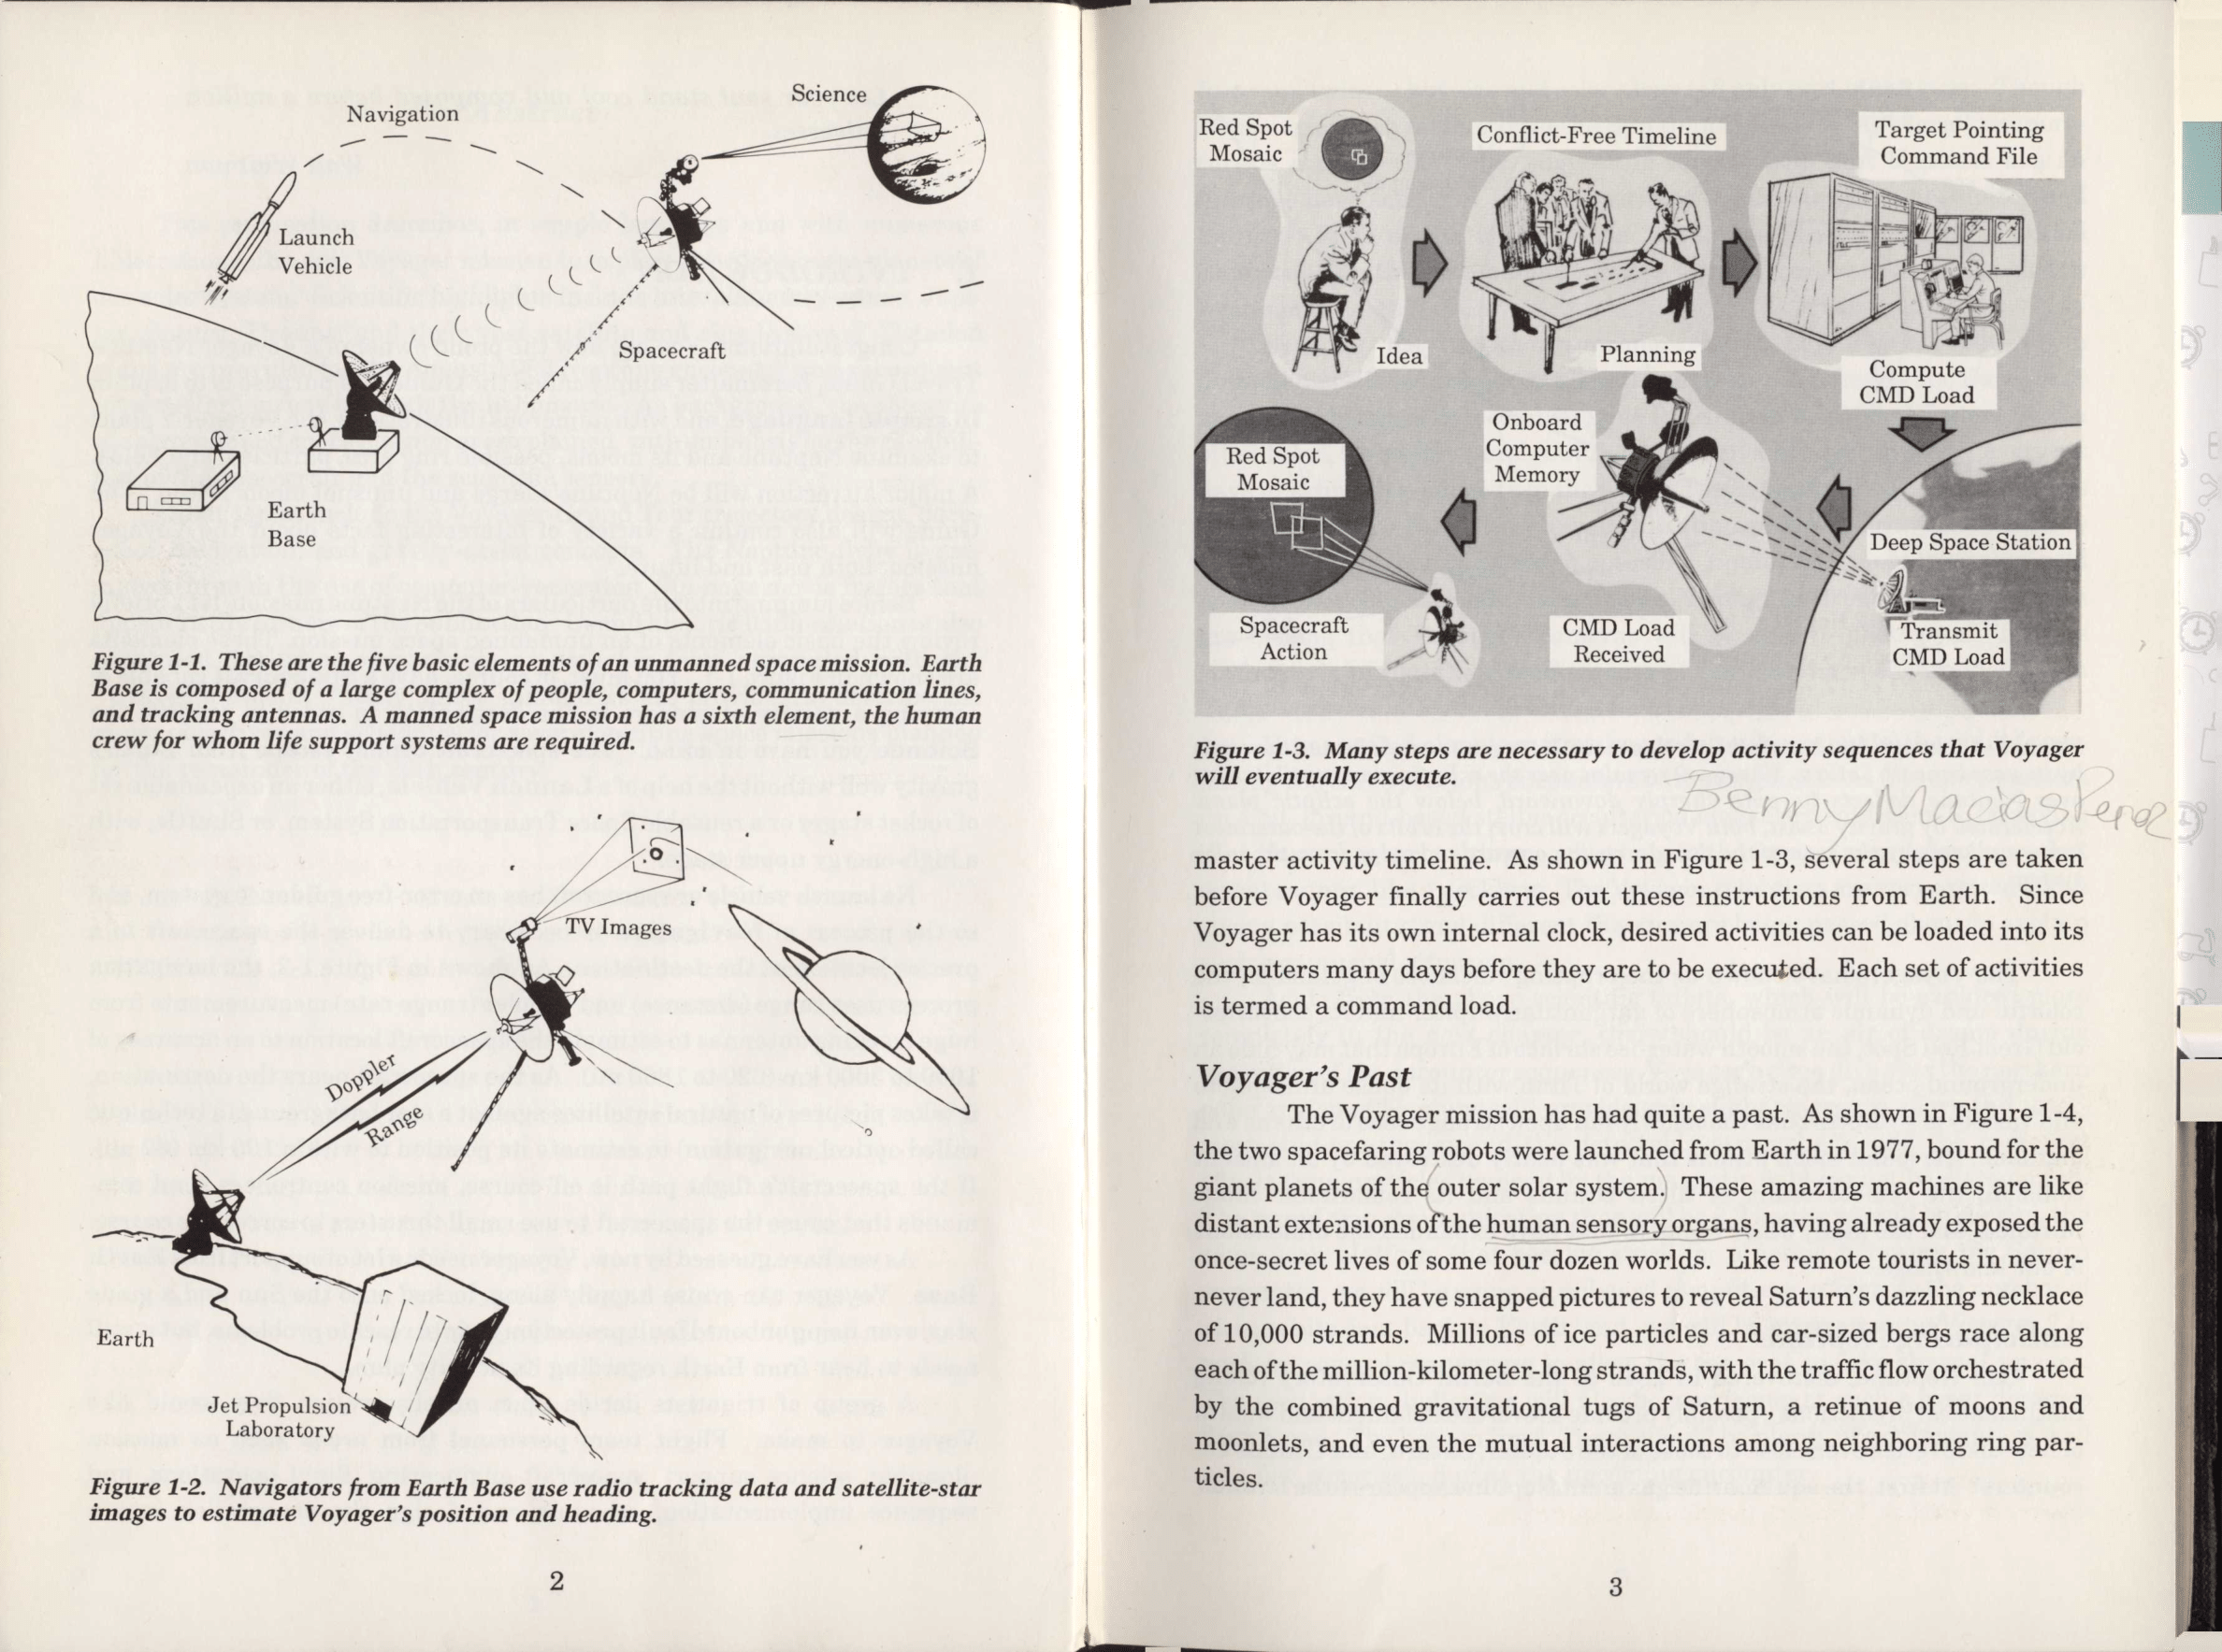 Navigation
Science
Launch
Vehicle
Spacecraft
Earth
Base
Figure 1-1. These are the five basic elements of an unmanned space mission. Earth
Base is composed of a large complex of people, computers, communication lines,
and tracking antennas. A manned space mission has a sixth element, the human
crew for whom life support systems are required.
TV Images
Doppler
Range
Earth
Jet Propulsion
Laboratory
Figure 1-2. Navigators from Earth Base use radio tracking data and satellite-star
images to estimate Voyager's position and heading.
2
Red Spot
Mosaic
Conflict-Free Timeline
Target Pointing
Command File
Idea
Planning
Compute
CMD Load
Onboard
Computer
Memory
Red Spot
Mosaic
Deep Space Station
Spacecraft
Action
CMD Load
Received
Transmit
CMD Load
Figure 1-3. Many steps are necessary to develop activity sequences that Voyager
will eventually execute.
Benny Macias
master activity timeline. As shown in Figure 1-3, several steps are taken
before Voyager finally carries out these instructions from Earth. Since
Voyager has its own internal clock, desired activities can be loaded into its
computers many days before they are to be executed. Each set of activities
is termed a command load.
Voyager's Past
The Voyager mission has had quite a past. As shown in Figure 1-4,
the two spacefaring robots were launched from Earth in 1977, bound for the
giant planets of the outer solar system. These amazing machines are like
distant extensions of the human sensory organs, having already exposed the
once-secret lives of some four dozen worlds. Like remote tourists in never-
never land, they have snapped pictures to reveal Saturn's dazzling necklace
of 10,000 strands. Millions of ice particles and car-sized bergs race along
each of the million-kilometer-long strands, with the traffic flow orchestrated
by the combined gravitational tugs of Saturn, a retinue of moons and
moonlets, and even the mutual interactions among neighboring ring par-
ticles.
3